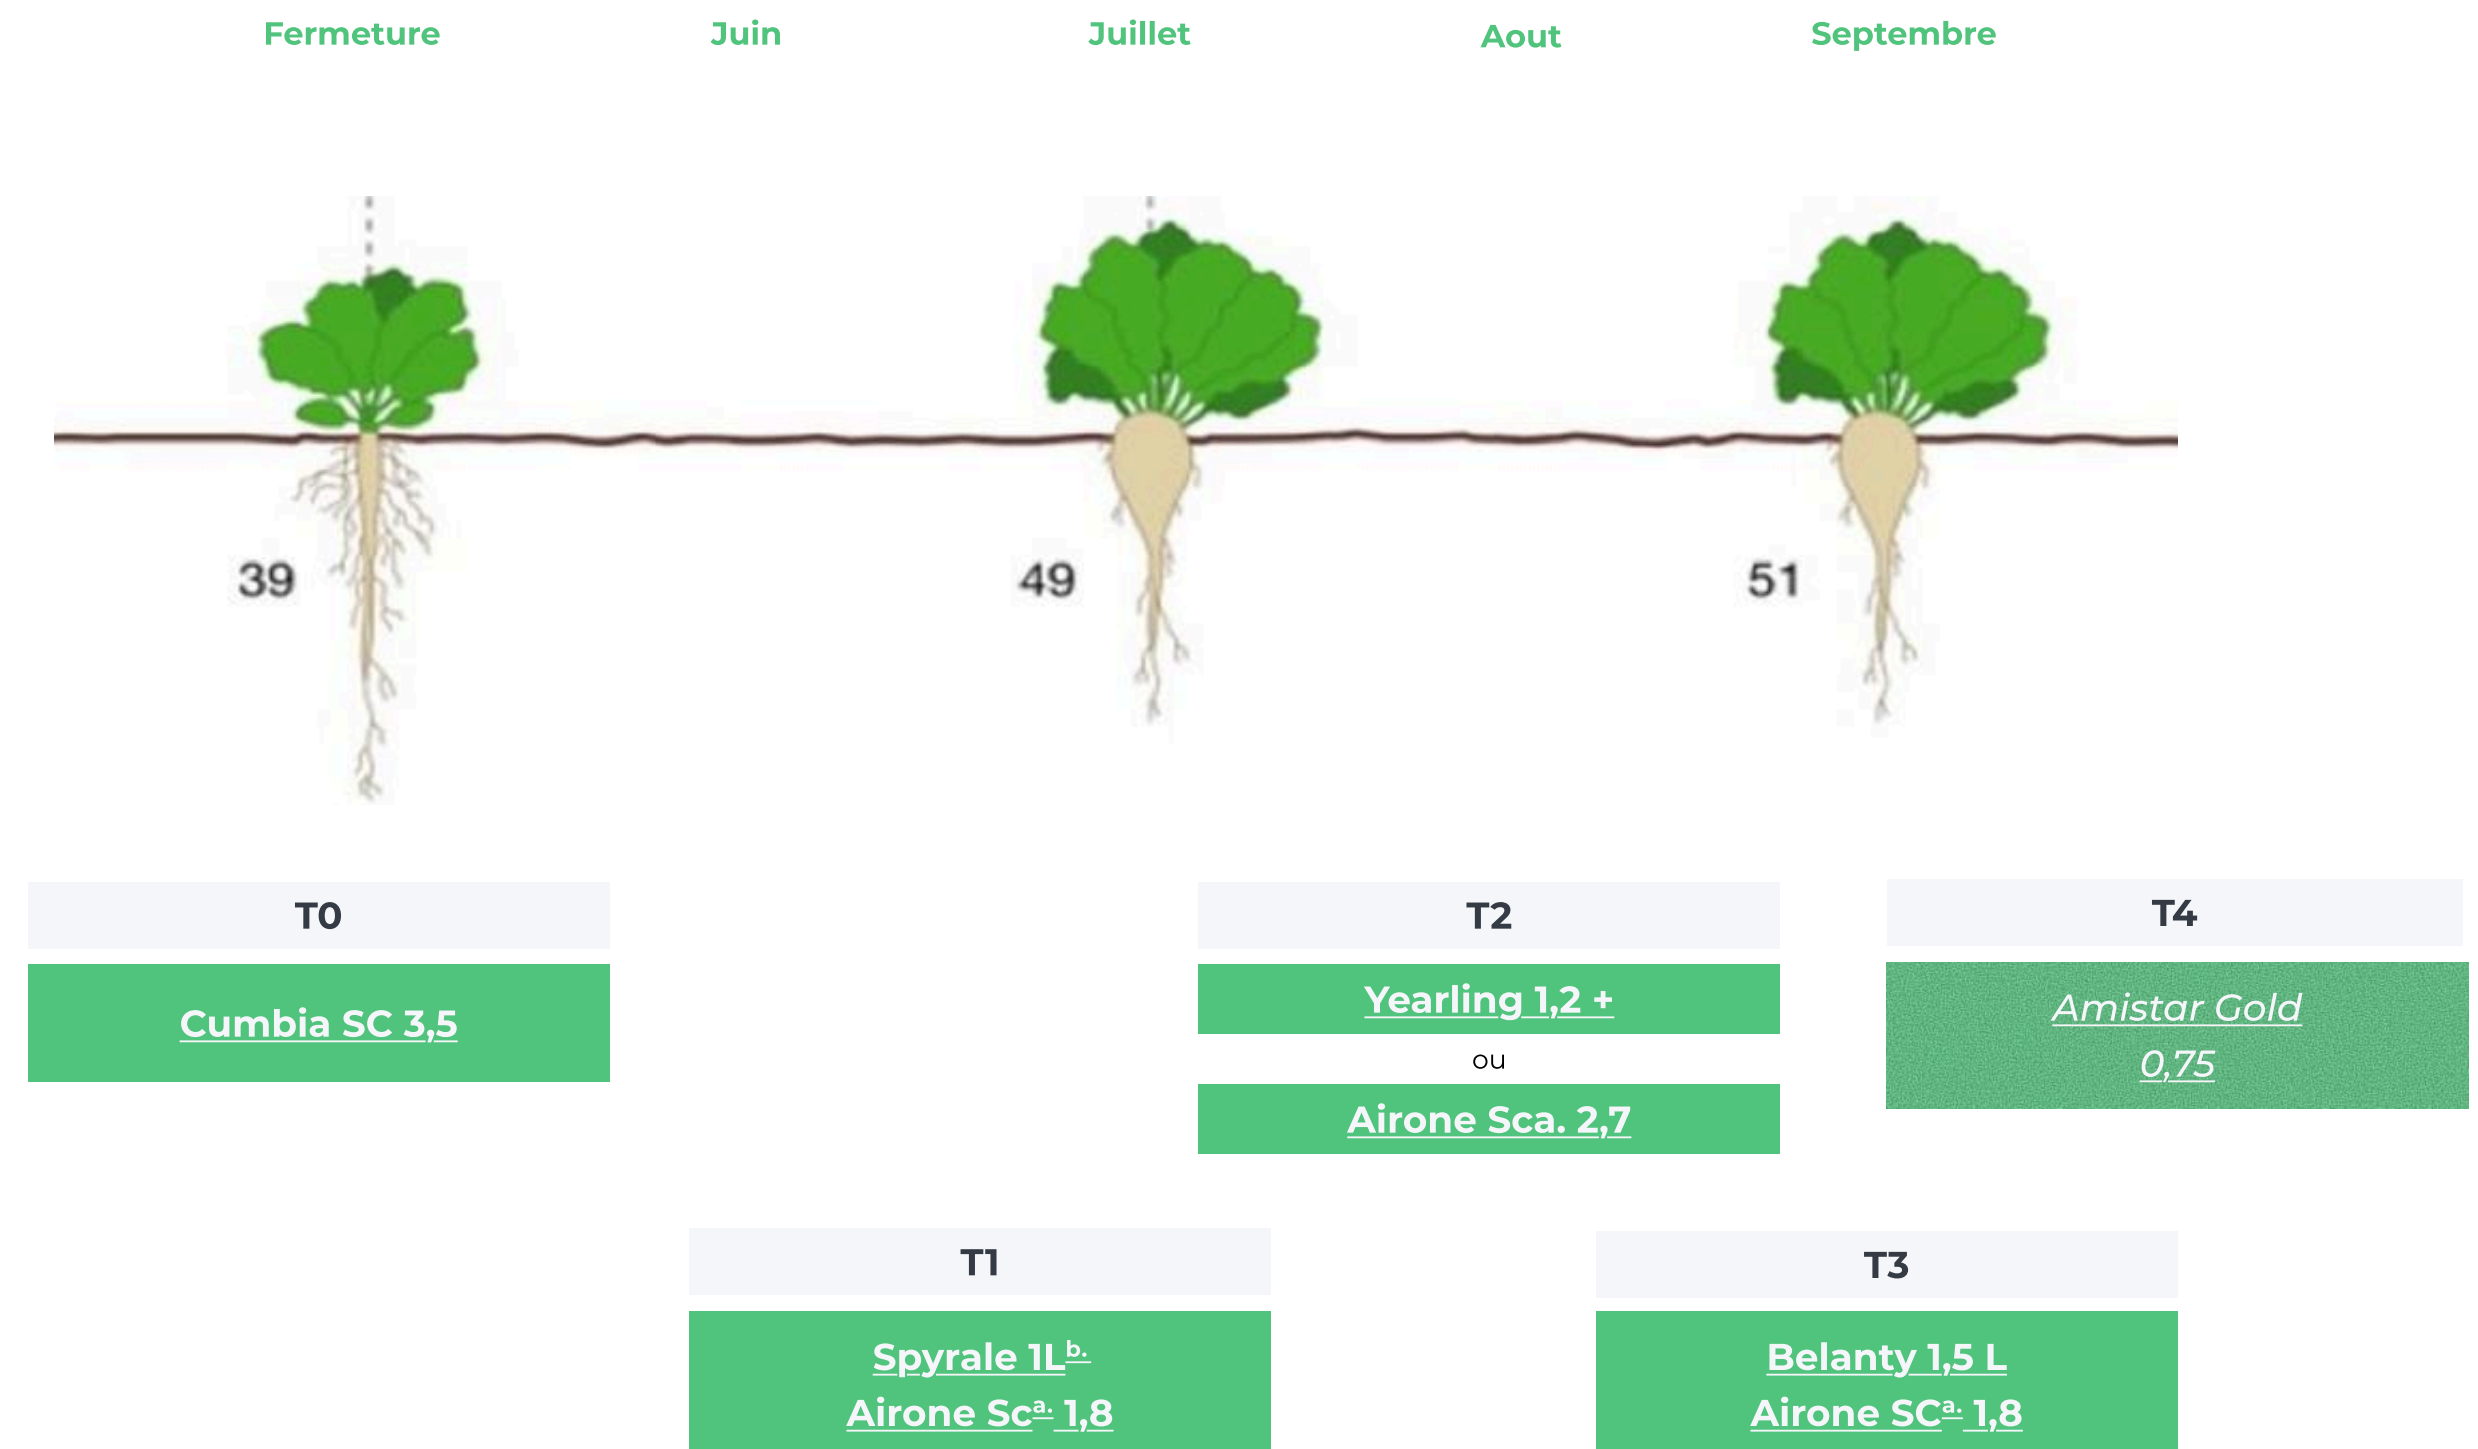 Fermeture
Juin
Juillet
Aout
Septembre
39
49
51
T0
Cumbia SC 3,5
T2
Yearling 1,2 +
ou
Airone Sca. 2,7
T4
Amistar Gold
0,75
T1
Spyrale 1Lb.
Airone Sca. 1,8
T3
Belanty 1,5 L
Airone SCa. 1,8